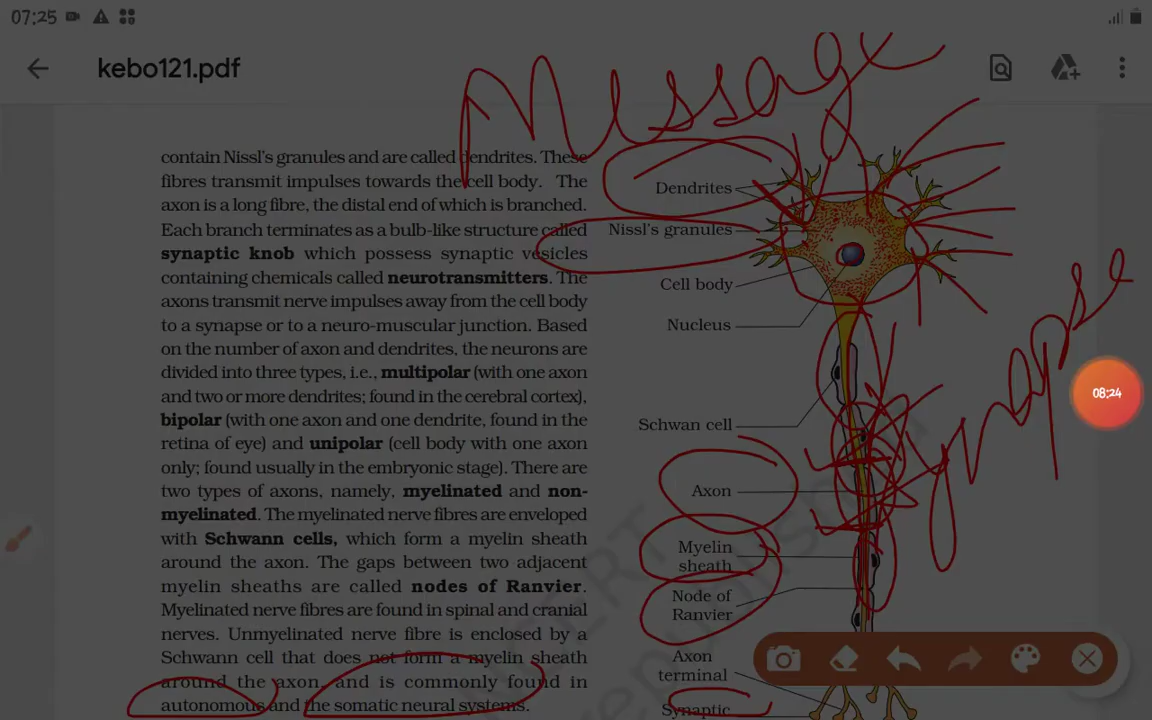 07:25
kebo121.pdf
Message
contain Nissl's granules and are called dendrites. These
fibres transmit impulses towards the cell body. The
axon is a long fibre, the distal end of which is branched.
Each branch terminates as a bulb-like structure called
synaptic knob which possess synaptic vesicles
containing chemicals called neurotransmitters. The
axons transmit nerve impulses away from the cell body
to a synapse or to a neuro-muscular junction. Based
on the number of axon and dendrites, the neurons are
divided into three types, i.e., multipolar (with one axon
and two or more dendrites; found in the cerebral cortex),
bipolar (with one axon and one dendrite, found in the
retina of eye) and unipolar (cell body with one axon
only; found usually in the embryonic stage). There are
two types of axons, namely, myelinated and non-
myelinated. The myelinated nerve fibres are enveloped
with Schwann cells, which form a myelin sheath
around the axon. The gaps between two adjacent
myelin sheaths are called nodes of Ranvier.
Myelinated nerve fibres are found in spinal and cranial
nerves. Unmyelinated nerve fibre is enclosed by a
Schwann cell that does not form a myelin sheath
around the axon, and is commonly found in
autonomous and the somatic neural systems.
Dendrites
Nissl's granules
Cell body
Nucleus
Schwan cell
Axon
Myelin
sheath
Node of
Ranvier
Axon
terminal
Synaptic
Synapse
08:24